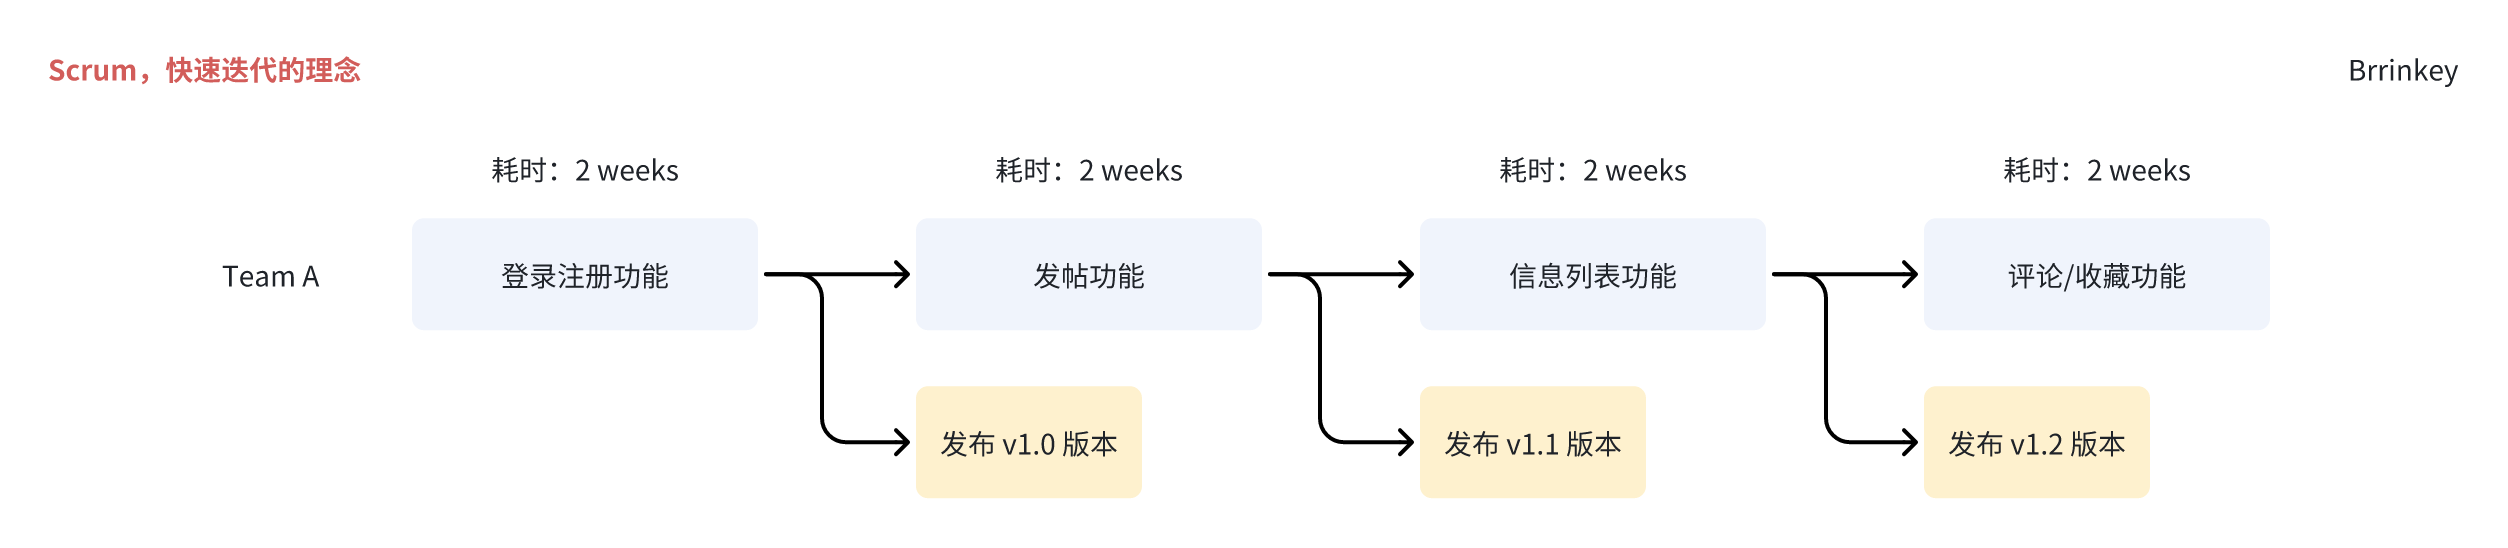 Scrum，快速迭代的理念
Brrinkey
耗时：2 weeks
耗时：2 weeks
耗时：2 weeks
耗时：2 weeks
Team A
登录注册功能
发帖功能
信息列表功能
评论/收藏功能
发布 v1.0 版本
发布 v1.1 版本
发布 v1.2 版本